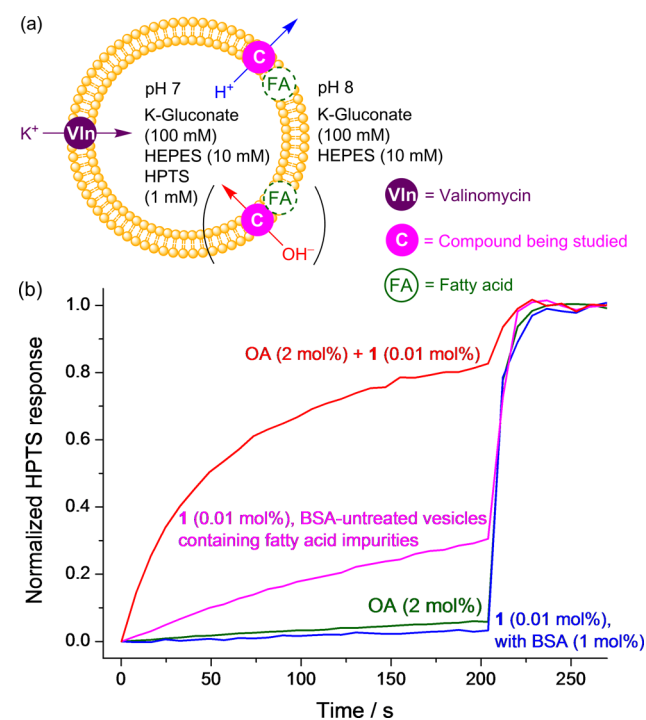 (a)
pH 7
K-Gluconate
(100 mM)
HEPES (10 mM)
HPTS
(1 mM)
pH 8
K-Gluconate
(100 mM)
HEPES (10 mM)
C
FA
H⁺
K⁺
Vln
FA
C
OH⁻
Vln = Valinomycin
C = Compound being studied
FA = Fatty acid
(b)
Normalized HPTS response
1.0
0.8
0.6
0.4
0.2
0.0
OA (2 mol%) + 1 (0.01 mol%)
1 (0.01 mol%), BSA-untreated vesicles
containing fatty acid impurities
OA (2 mol%)
1 (0.01 mol%),
with BSA (1 mol%)
0 50 100 150 200 250
Time / s